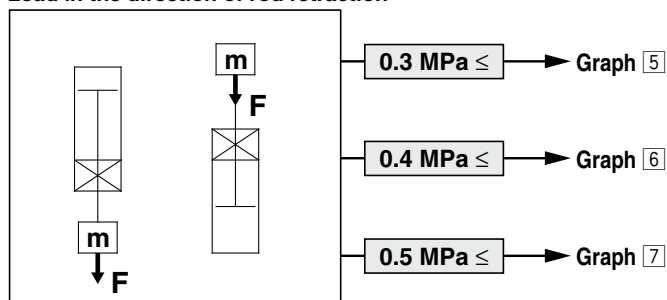 Load in the direction of rod retraction
m
F
m
F
0.3 MPa ≤
Graph 5
0.4 MPa ≤
Graph 6
0.5 MPa ≤
Graph 7